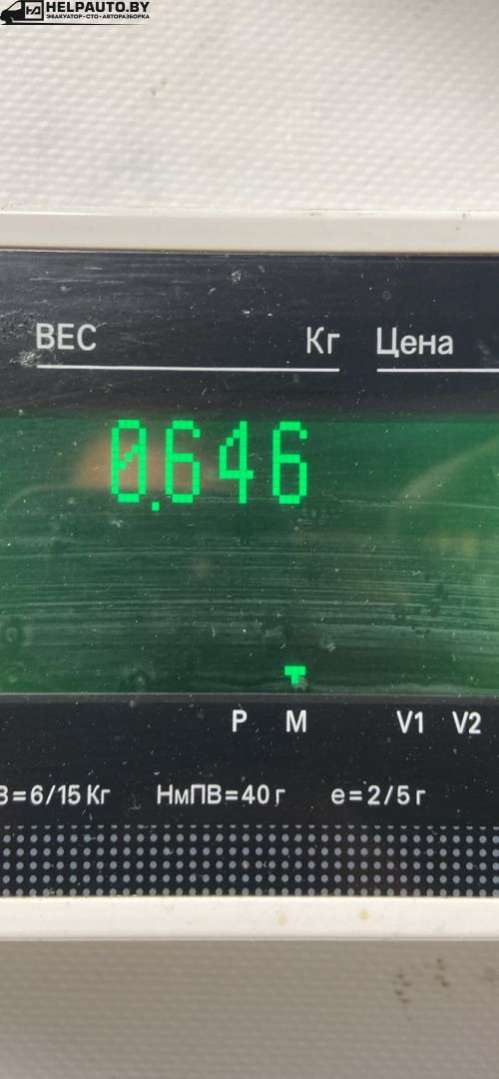 HELPAUTO.BY
ЭВАКУАТОР·СТО·АВТОРАЗБОРКА
ВЕС Кг Цена
0.646
P M V1 V2
=6/15 Кг НмПВ=40 г e=2/5 г